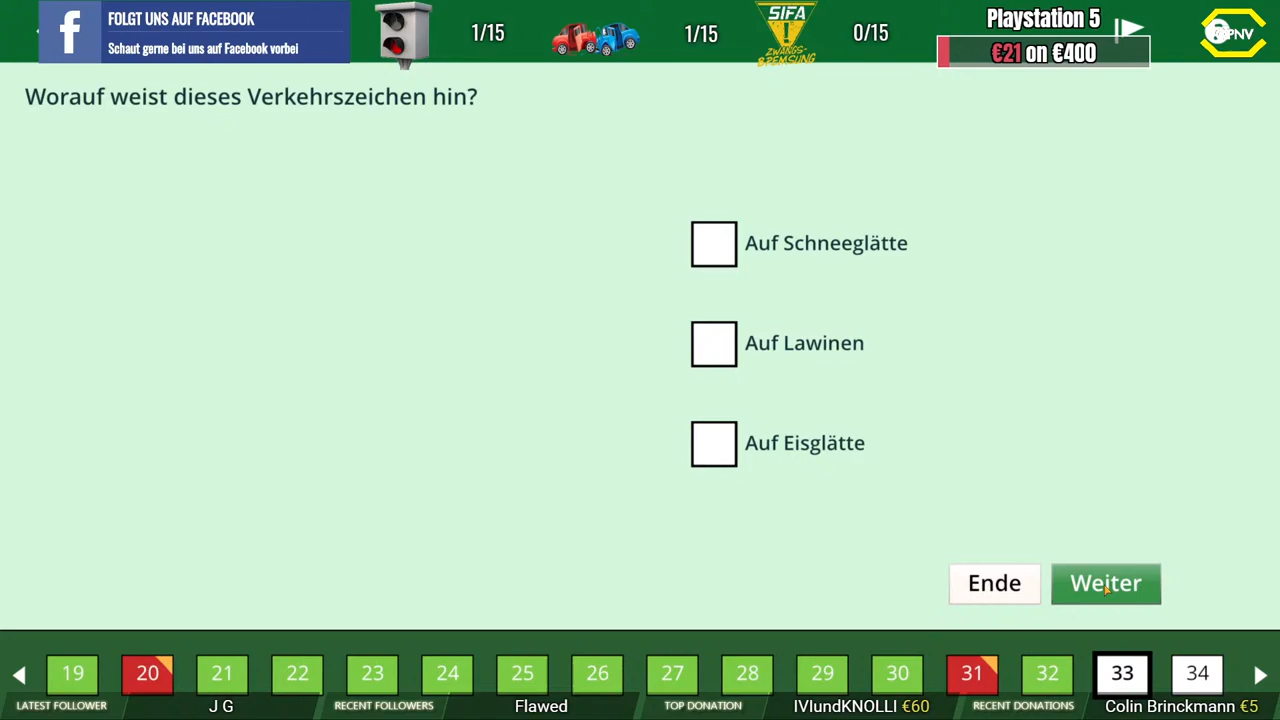 FOLGT UNS AUF FACEBOOK
Schaut gerne bei uns auf Facebook vorbei
1/15
1/15
SIFA
ZWANGS-
BREMSUNG
0/15
Playstation 5
€21 on €400
ÖPNV
Worauf weist dieses Verkehrszeichen hin?
Auf Schneeglätte
Auf Lawinen
Auf Eisglätte
Ende
Weiter
19 20 21 22 23 24 25 26 27 28 29 30 31 32 33 34
LATEST FOLLOWER J G RECENT FOLLOWERS Flawed TOP DONATION IVIundKNOLLI €60 RECENT DONATIONS Colin Brinckmann €5